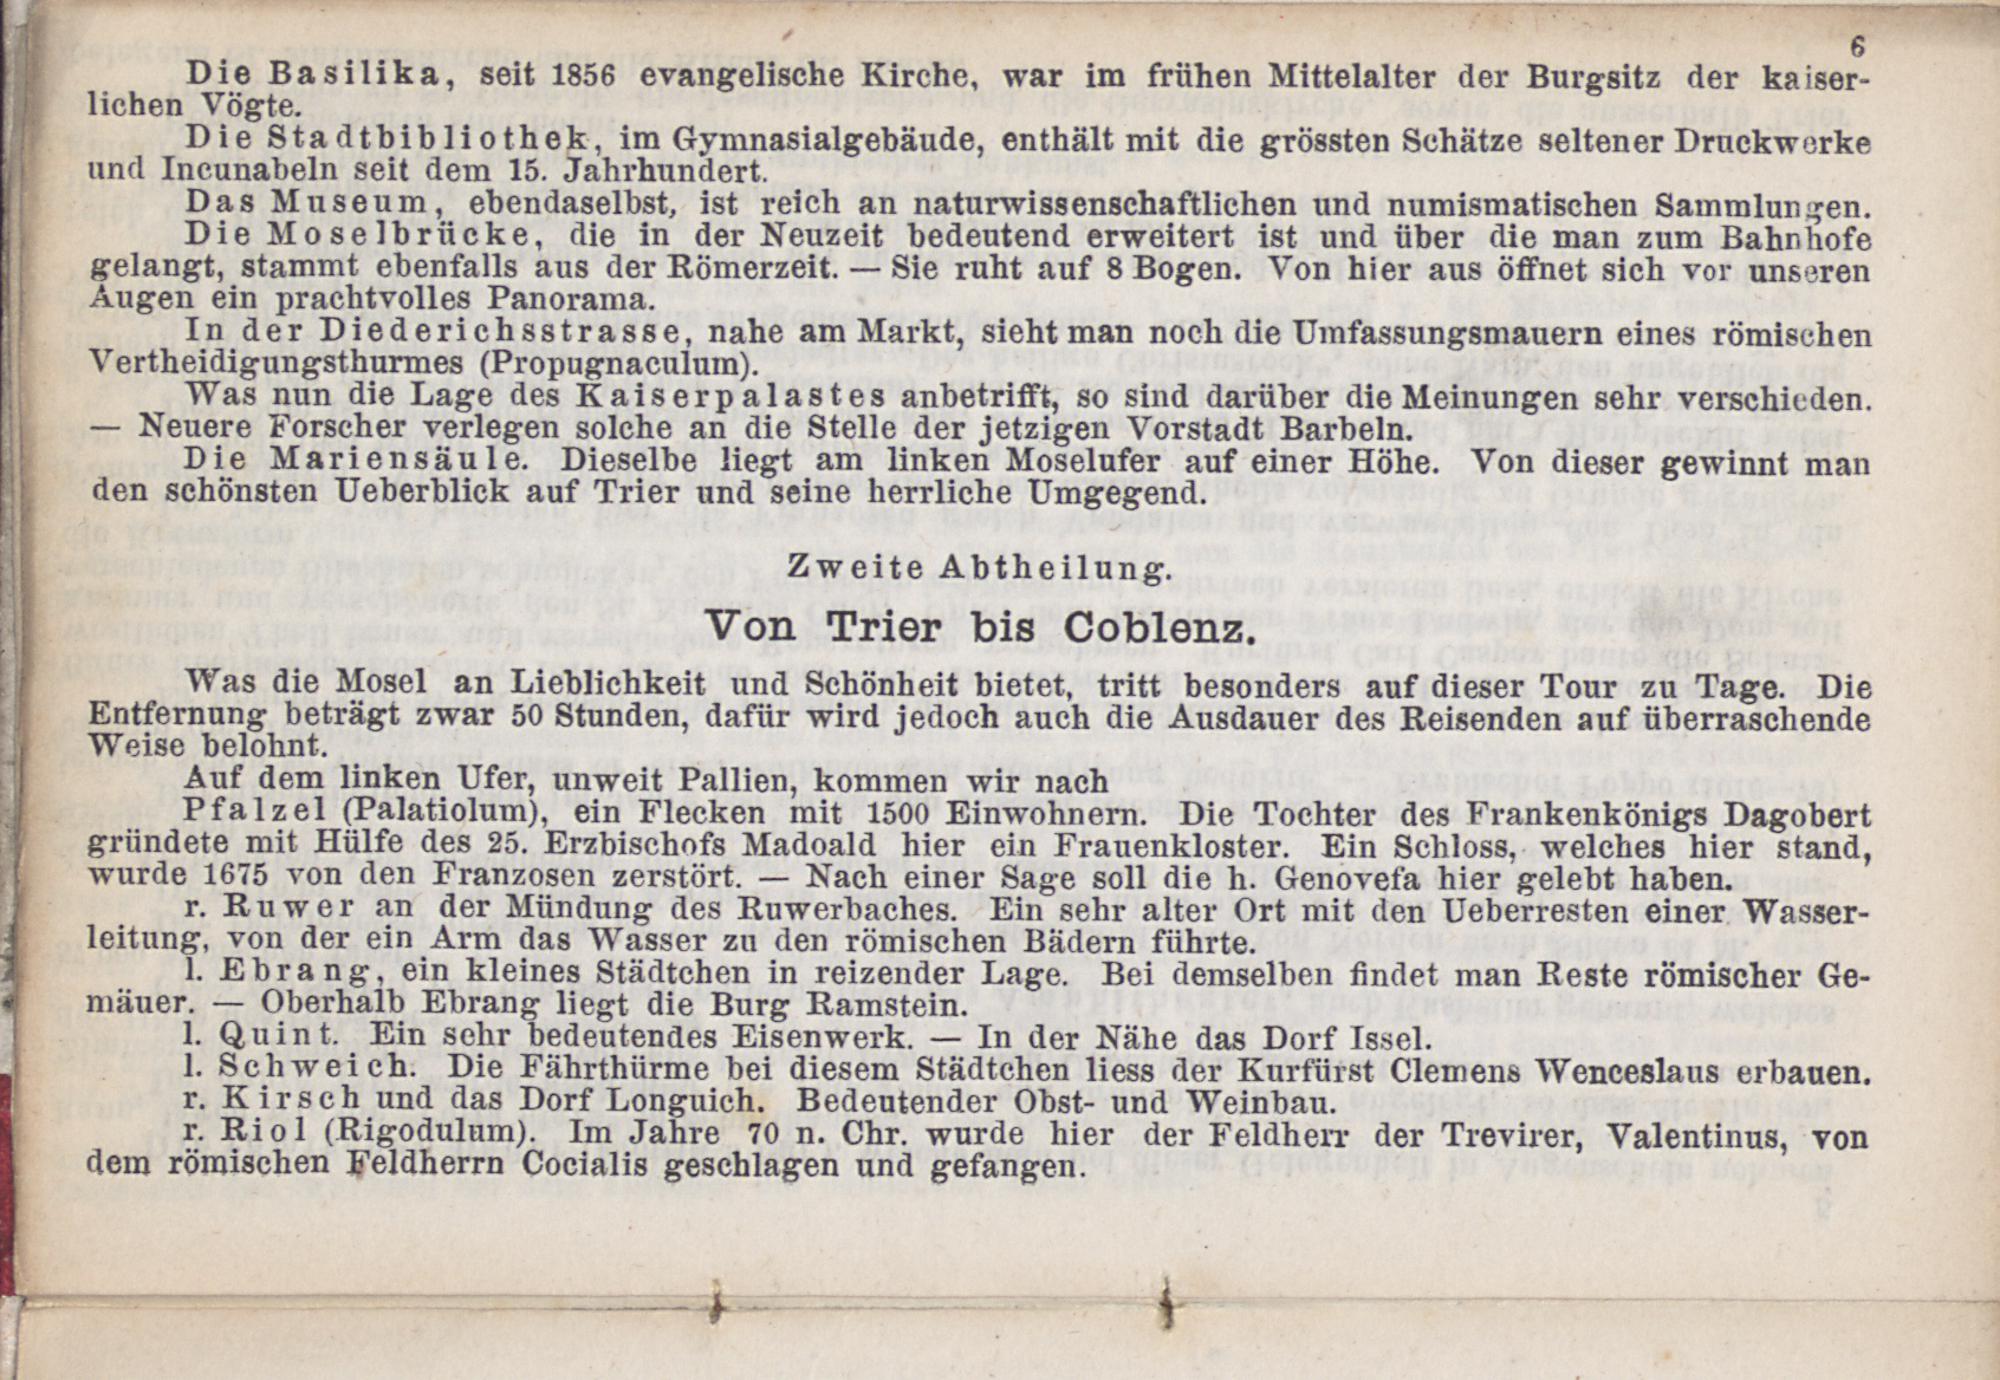 6
Die Basilika, seit 1856 evangelische Kirche, war im frühen Mittelalter der Burgsitz der kaiser-
lichen Vögte.
Die Stadtbibliothek, im Gymnasialgebäude, enthält mit die grössten Schätze seltener Druckwerke
und Incunabeln seit dem 15. Jahrhundert.
Das Museum, ebendaselbst, ist reich an naturwissenschaftlichen und numismatischen Sammlungen.
Die Moselbrücke, die in der Neuzeit bedeutend erweitert ist und über die man zum Bahnhofe
gelangt, stammt ebenfalls aus der Römerzeit. — Sie ruht auf 8 Bogen. Von hier aus öffnet sich vor unseren
Augen ein prachtvolles Panorama.
In der Diederichsstrasse, nahe am Markt, sieht man noch die Umfassungsmauern eines römischen
Vertheidigungsthurmes (Propugnaculum).
Was nun die Lage des Kaiserpalastes anbetrifft, so sind darüber die Meinungen sehr verschieden.
— Neuere Forscher verlegen solche an die Stelle der jetzigen Vorstadt Barbeln.
Die Mariensäule. Dieselbe liegt am linken Moselufer auf einer Höhe. Von dieser gewinnt man
den schönsten Ueberblick auf Trier und seine herrliche Umgegend.
Zweite Abtheilung.
Von Trier bis Coblenz.
Was die Mosel an Lieblichkeit und Schönheit bietet, tritt besonders auf dieser Tour zu Tage. Die
Entfernung beträgt zwar 50 Stunden, dafür wird jedoch auch die Ausdauer des Reisenden auf überraschende
Weise belohnt.
Auf dem linken Ufer, unweit Pallien, kommen wir nach
Pfalzel (Palatiolum), ein Flecken mit 1500 Einwohnern. Die Tochter des Frankenkönigs Dagobert
gründete mit Hülfe des 25. Erzbischofs Madoald hier ein Frauenkloster. Ein Schloss, welches hier stand,
wurde 1675 von den Franzosen zerstört. — Nach einer Sage soll die h. Genovefa hier gelebt haben.
r. Ruwer an der Mündung des Ruwerbaches. Ein sehr alter Ort mit den Ueberresten einer Wasser-
leitung, von der ein Arm das Wasser zu den römischen Bädern führte.
l. Ebrang, ein kleines Städtchen in reizender Lage. Bei demselben findet man Reste römischer Ge-
mäuer. — Oberhalb Ebrang liegt die Burg Ramstein.
l. Quint. Ein sehr bedeutendes Eisenwerk. — In der Nähe das Dorf Issel.
l. Schweich. Die Fährthürme bei diesem Städtchen liess der Kurfürst Clemens Wenceslaus erbauen.
r. Kirsch und das Dorf Longuich. Bedeutender Obst- und Weinbau.
r. Riol (Rigodulum). Im Jahre 70 n. Chr. wurde hier der Feldherr der Trevirer, Valentinus, von
dem römischen Feldherrn Cocialis geschlagen und gefangen.